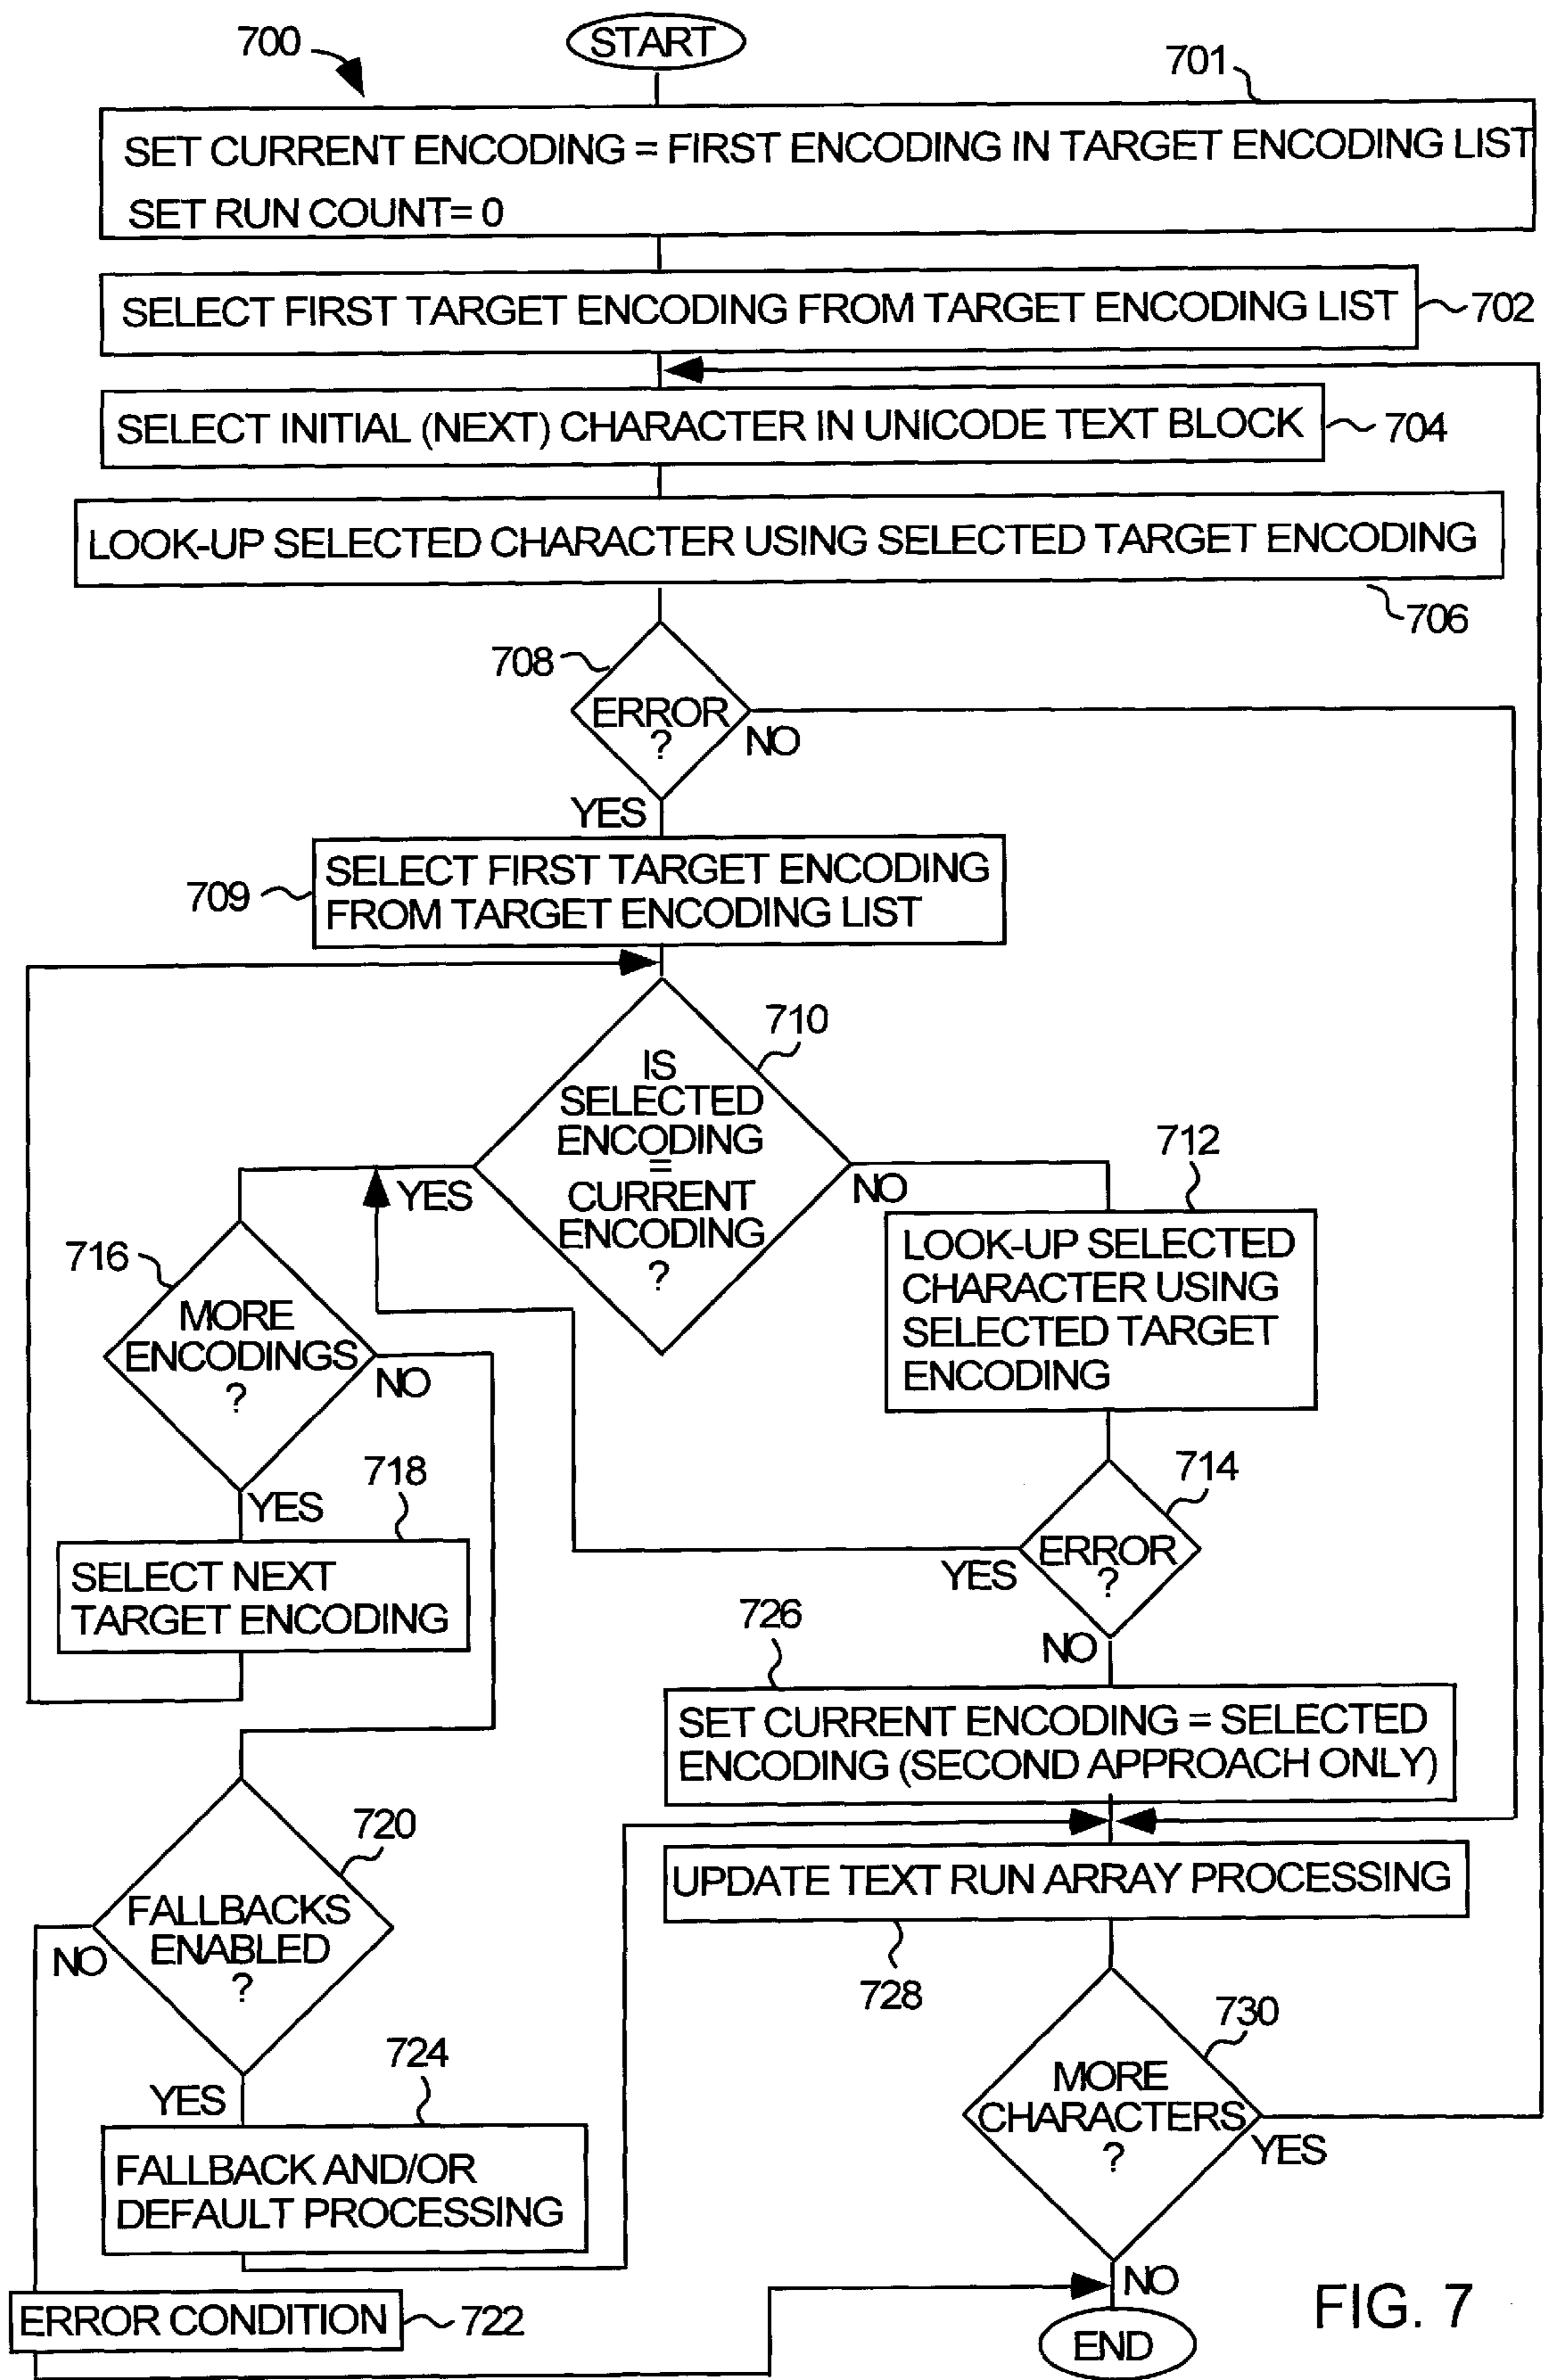 700
START
701
SET CURRENT ENCODING = FIRST ENCODING IN TARGET ENCODING LIST
SET RUN COUNT= 0
SELECT FIRST TARGET ENCODING FROM TARGET ENCODING LIST
702
SELECT INITIAL (NEXT) CHARACTER IN UNICODE TEXT BLOCK
704
LOOK-UP SELECTED CHARACTER USING SELECTED TARGET ENCODING
706
708
ERROR
?
NO
YES
709
SELECT FIRST TARGET ENCODING
FROM TARGET ENCODING LIST
710
IS
SELECTED
ENCODING
=
CURRENT
ENCODING
?
YES
NO
712
LOOK-UP SELECTED
CHARACTER USING
SELECTED TARGET
ENCODING
716
MORE
ENCODINGS
?
NO
YES
718
SELECT NEXT
TARGET ENCODING
714
ERROR
?
YES
NO
726
SET CURRENT ENCODING = SELECTED
ENCODING (SECOND APPROACH ONLY)
720
FALLBACKS
ENABLED
?
NO
YES
UPDATE TEXT RUN ARRAY PROCESSING
728
724
FALLBACK AND/OR
DEFAULT PROCESSING
730
MORE
CHARACTERS
?
YES
NO
ERROR CONDITION
722
END
FIG. 7